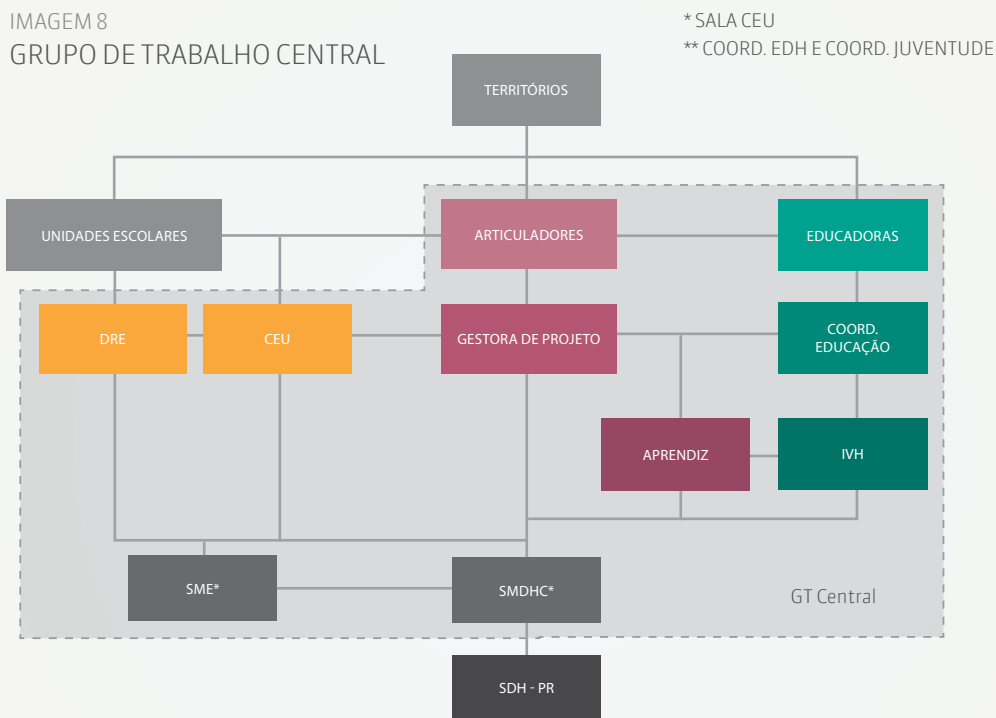 IMAGEM 8
GRUPO DE TRABALHO CENTRAL
* SALA CEU
** COORD. EDH E COORD. JUVENTUDE
TERRITÓRIOS
UNIDADES ESCOLARES
ARTICULADORES
EDUCADORAS
DRE
CEU
GESTORA DE PROJETO
COORD.
EDUCAÇÃO
APRENDIZ
IVH
SME*
SMDHC*
GT Central
SDH - PR